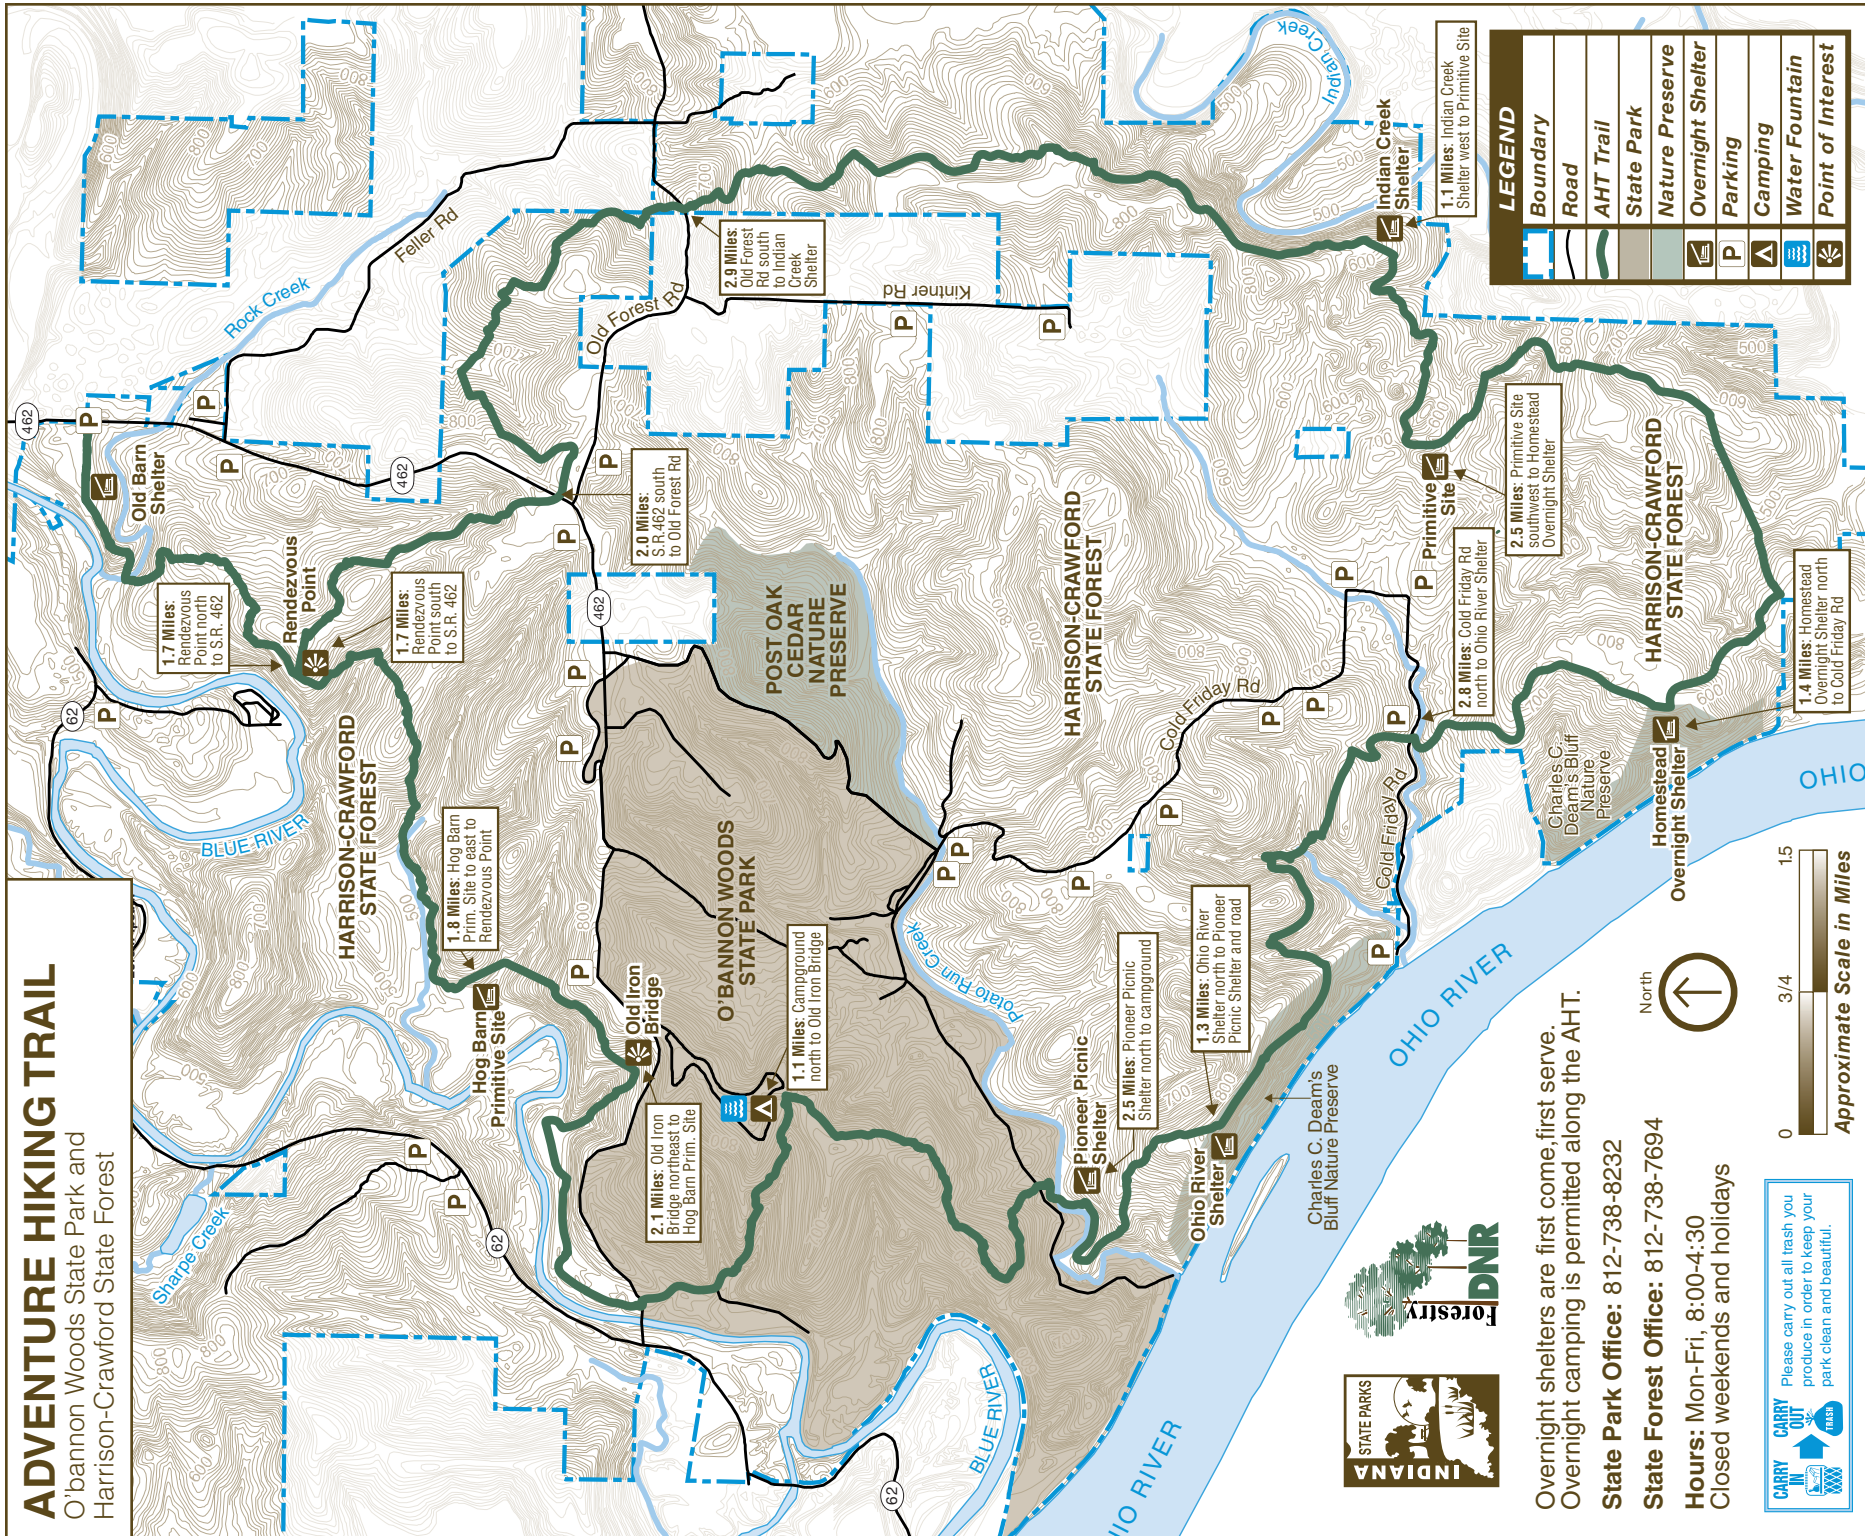 ADVENTURE HIKING TRAIL
O'bannon Woods State Park and
Harrison-Crawford State Forest
Sharpe Creek
62
P
P
62
62
P
BLUE RIVER
BLUE RIVER
500
600
700
800
HARRISON-CRAWFORD
STATE FOREST
1.7 Miles:
Rendezvous
Point north
to S.R. 462
Rendezvous
Point
1.7 Miles:
Rendezvous
Point south
to S.R. 462
Old Barn
Shelter
P
462
P
P
462
Rock Creek
Feller Rd
1.8 Miles: Hog Barn
Prim. Site to east to
Rendezvous Point
Hog Barn
Primitive Site
P
Old Iron
Bridge
2.1 Miles: Old Iron
Bridge northeast to
Hog Barn Prim. Site
1.1 Miles: Campground
north to Old Iron Bridge
O'BANNON WOODS
STATE PARK
P
P
462
P
P
2.0 Miles:
S.R.462 south
to Old Forest Rd
Old Forest Rd
2.9 Miles:
Old Forest
Rd south
to Indian
Creek
Shelter
Kintner Rd
P
P
POST OAK
CEDAR
NATURE
PRESERVE
Potato Run Creek
P
P
P
P
HARRISON-CRAWFORD
STATE FOREST
Cold Friday Rd
P
P
P
P
P
Cold Friday Rd
P
Pioneer Picnic
Shelter
2.5 Miles: Pioneer Picnic
Shelter north to campground
1.3 Miles: Ohio River
Shelter north to Pioneer
Picnic Shelter and road
Ohio River
Shelter
Charles C. Deam's
Bluff Nature Preserve
2.8 Miles: Cold Friday Rd
north to Ohio River Shelter
Primitive
Site
2.5 Miles: Primitive Site
southwest to Homestead
Overnight Shelter
Indian Creek
Indian Creek
Shelter
1.1 Miles: Indian Creek
Shelter west to Primitive Site
HARRISON-CRAWFORD
STATE FOREST
Charles C.
Deam's Bluff
Nature
Preserve
Homestead
Overnight Shelter
1.4 Miles: Homestead
Overnight Shelter north
to Cold Friday Rd
OHIO RIVER
OHIO RIVER
OHIO
LEGEND
Boundary
Road
AHT Trail
State Park
Nature Preserve
Overnight Shelter
P Parking
Camping
Water Fountain
Point of Interest
North
0 3/4 1.5
Approximate Scale in Miles
STATE PARKS
INDIANA
Forestry
DNR
Overnight shelters are first come,first serve.
Overnight camping is permitted along the AHT.
State Park Office: 812-738-8232
State Forest Office: 812-738-7694
Hours: Mon-Fri, 8:00-4:30
Closed weekends and holidays
CARRY
IN
CARRY
OUT
TRASH
Please carry out all trash you
produce in order to keep your
park clean and beautiful.